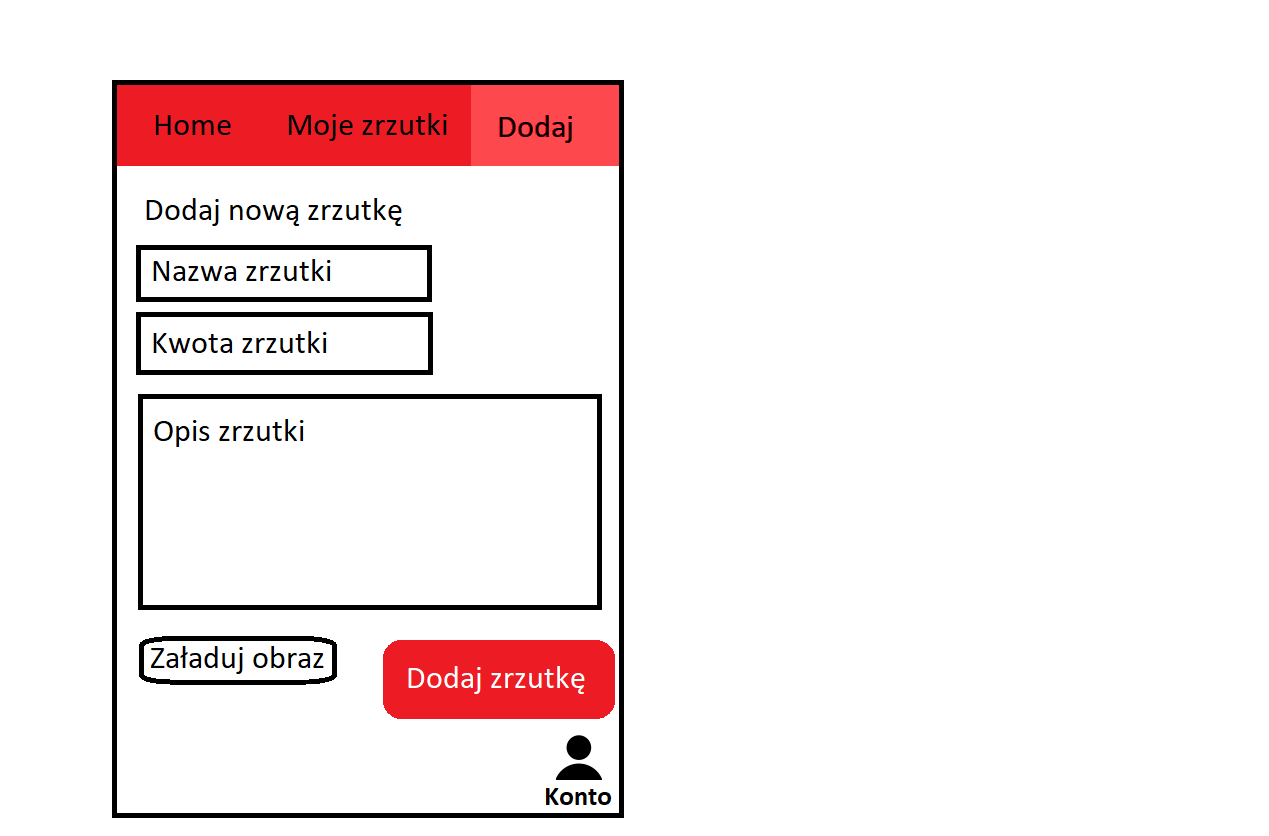 Home Moje zrzutki Dodaj
Dodaj nową zrzutkę
Nazwa zrzutki
Kwota zrzutki
Opis zrzutki
Załaduj obraz
Dodaj zrzutkę
Konto